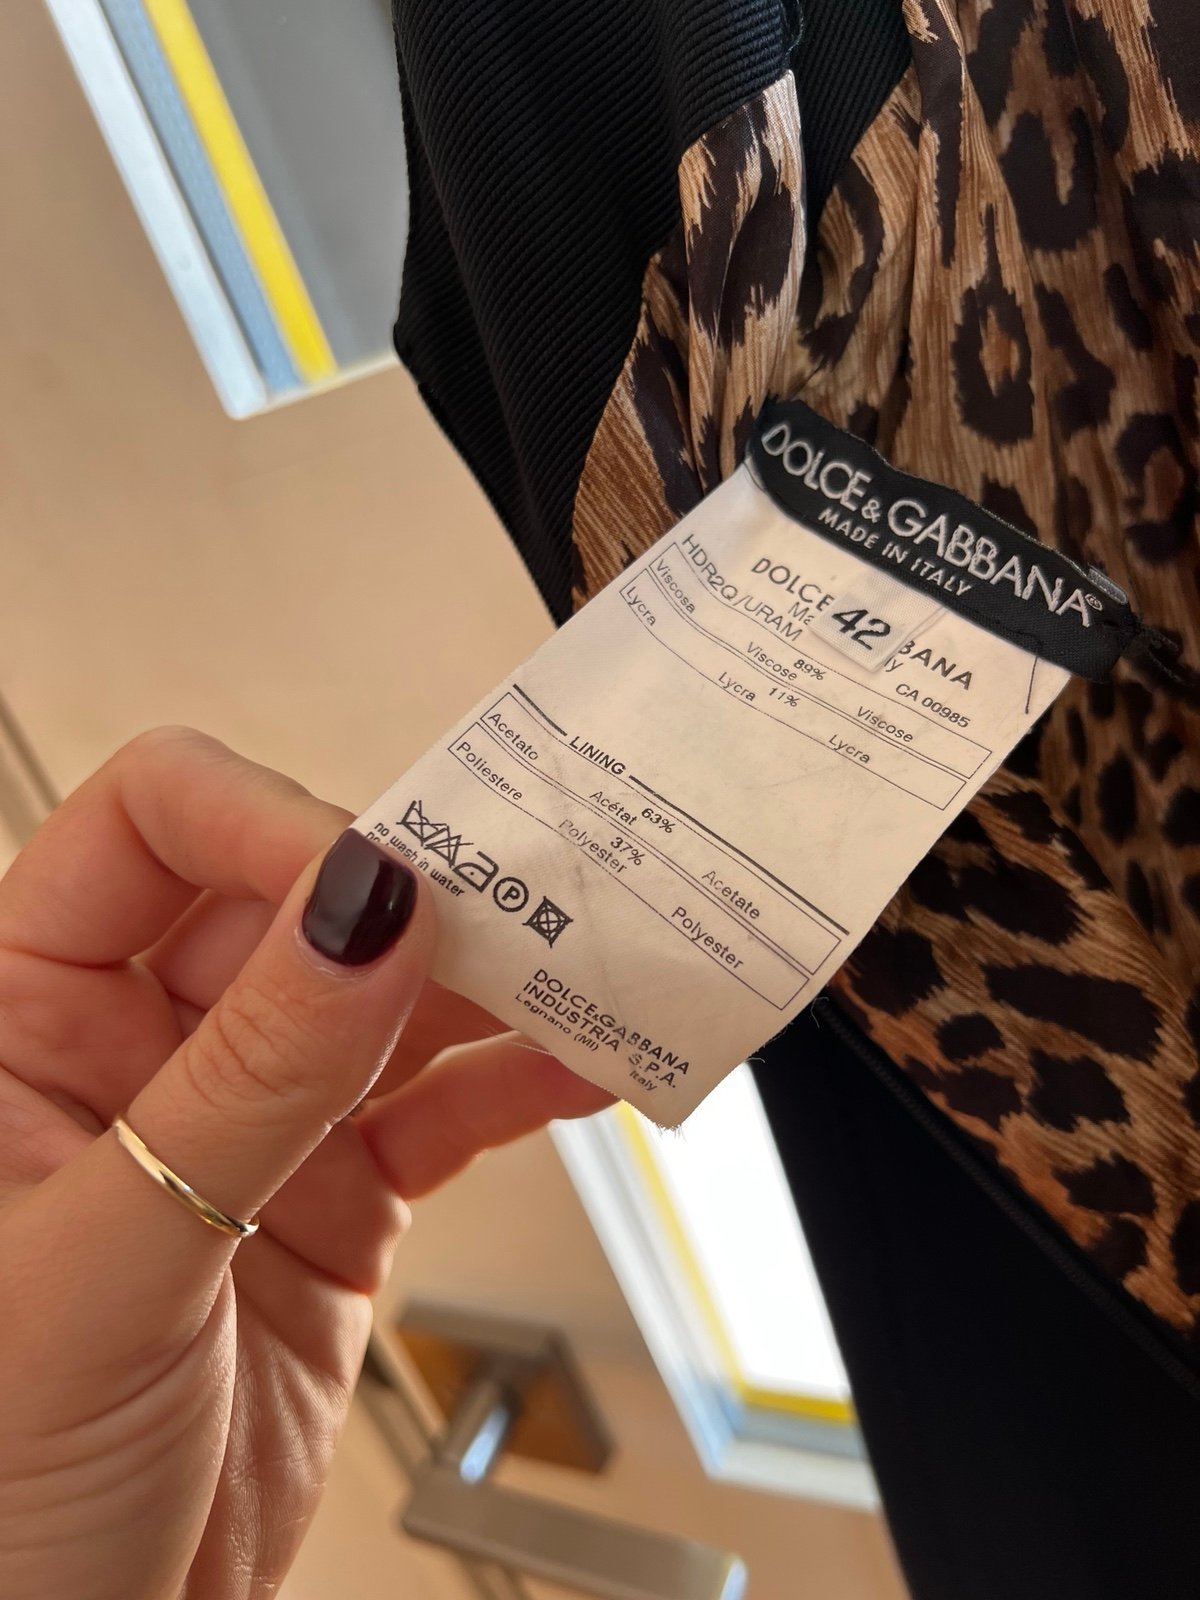 DOLCE & GABBANA®
MADE IN ITALY
42
DOLCE BANA
Ma ly
HDR2Q/URAM CA 00985
Viscosa Viscose 89% Viscose
Lycra Lycra 11% Lycra
LINING
Acetato Acétat 63% Acetate
Poliestere Polyester 37% Polyester
P
no wash in water
DOLCE&GABBANA
INDUSTRIA S.P.A.
Legnano (MI) Italy